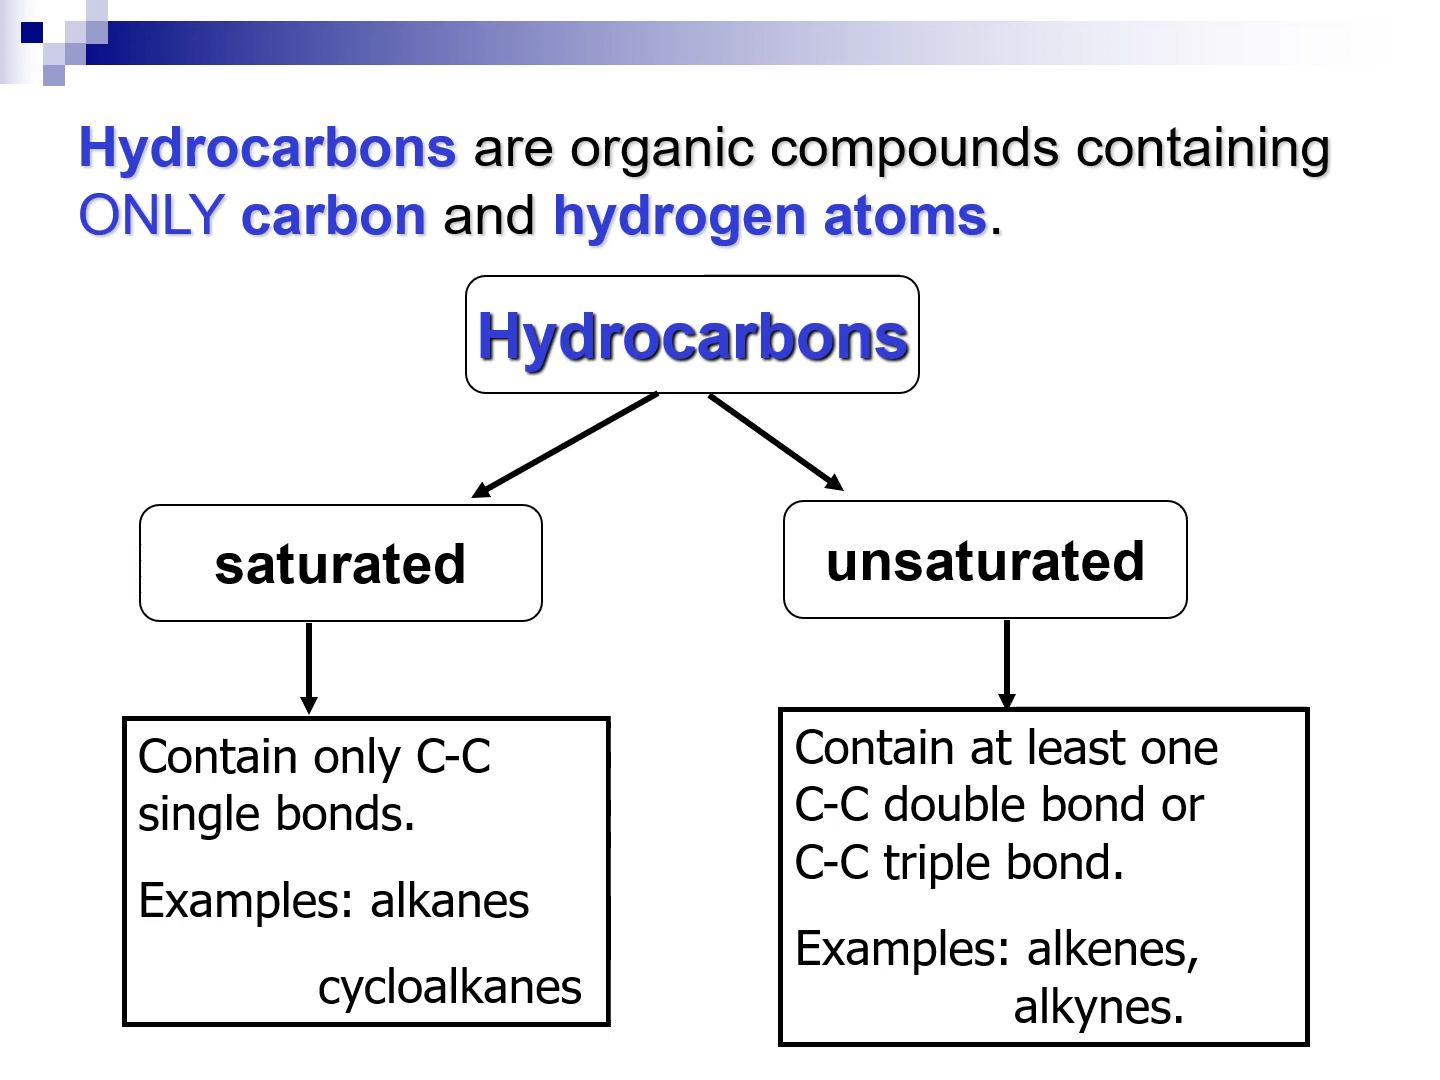 Hydrocarbons are organic compounds containing
ONLY carbon and hydrogen atoms.
Hydrocarbons
saturated
unsaturated
Contain only C-C
single bonds.
Examples: alkanes
cycloalkanes
Contain at least one
C-C double bond or
C-C triple bond.
Examples: alkenes,
alkynes.